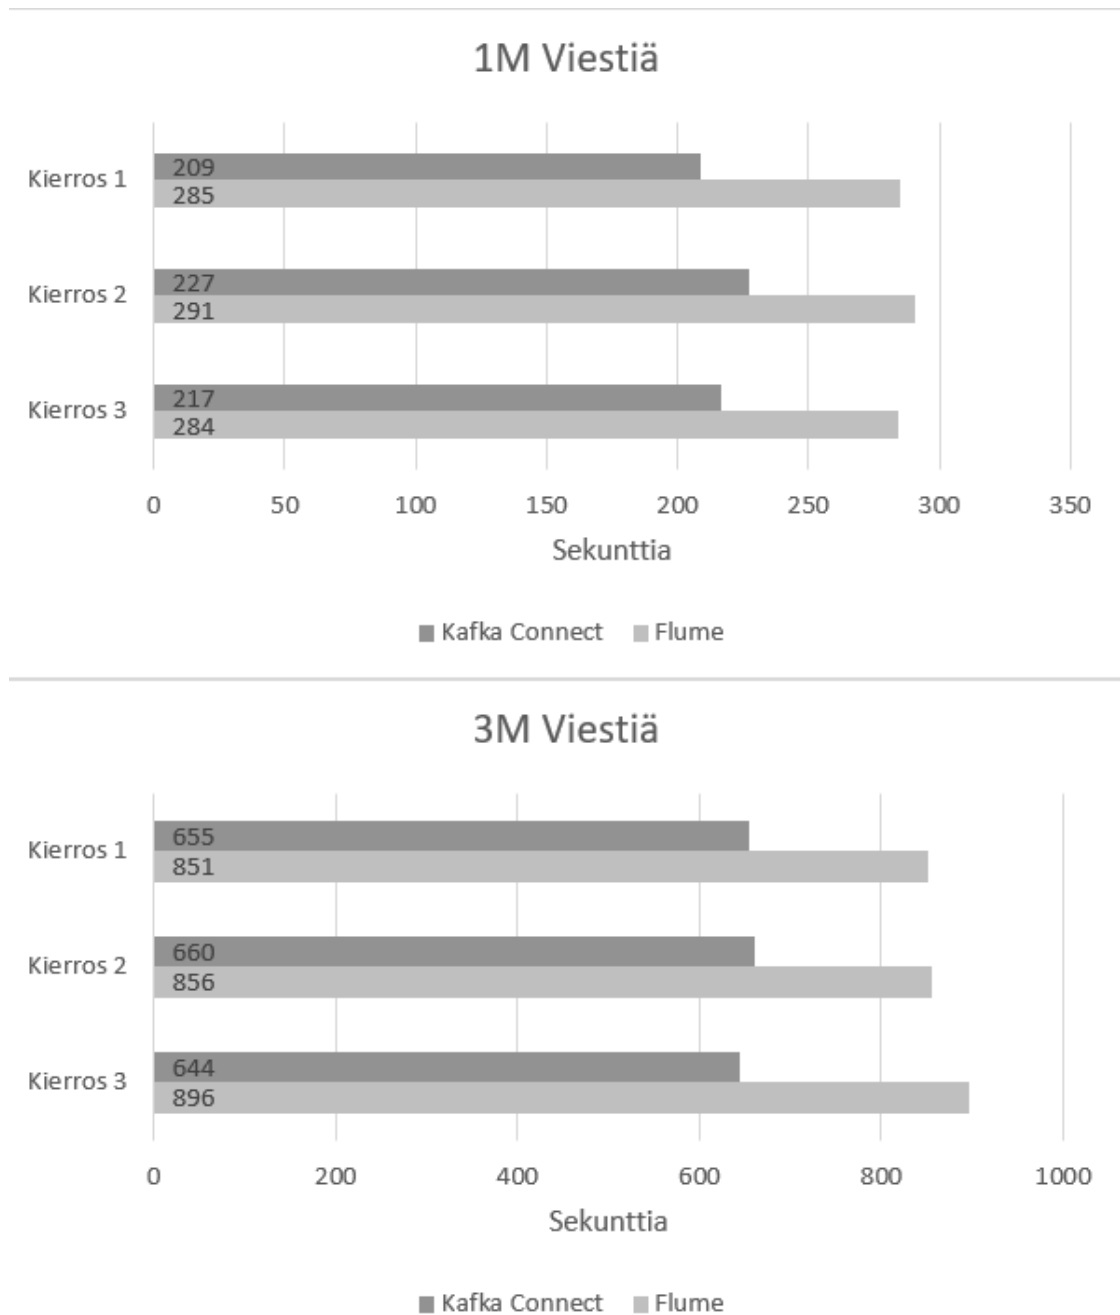 1M Viestiä
Kierros 1
209
285
Kierros 2
227
291
Kierros 3
217
284
0 50 100 150 200 250 300 350
Sekunttia
Kafka Connect Flume
3M Viestiä
Kierros 1
655
851
Kierros 2
660
856
Kierros 3
644
896
0 200 400 600 800 1000
Sekunttia
Kafka Connect Flume